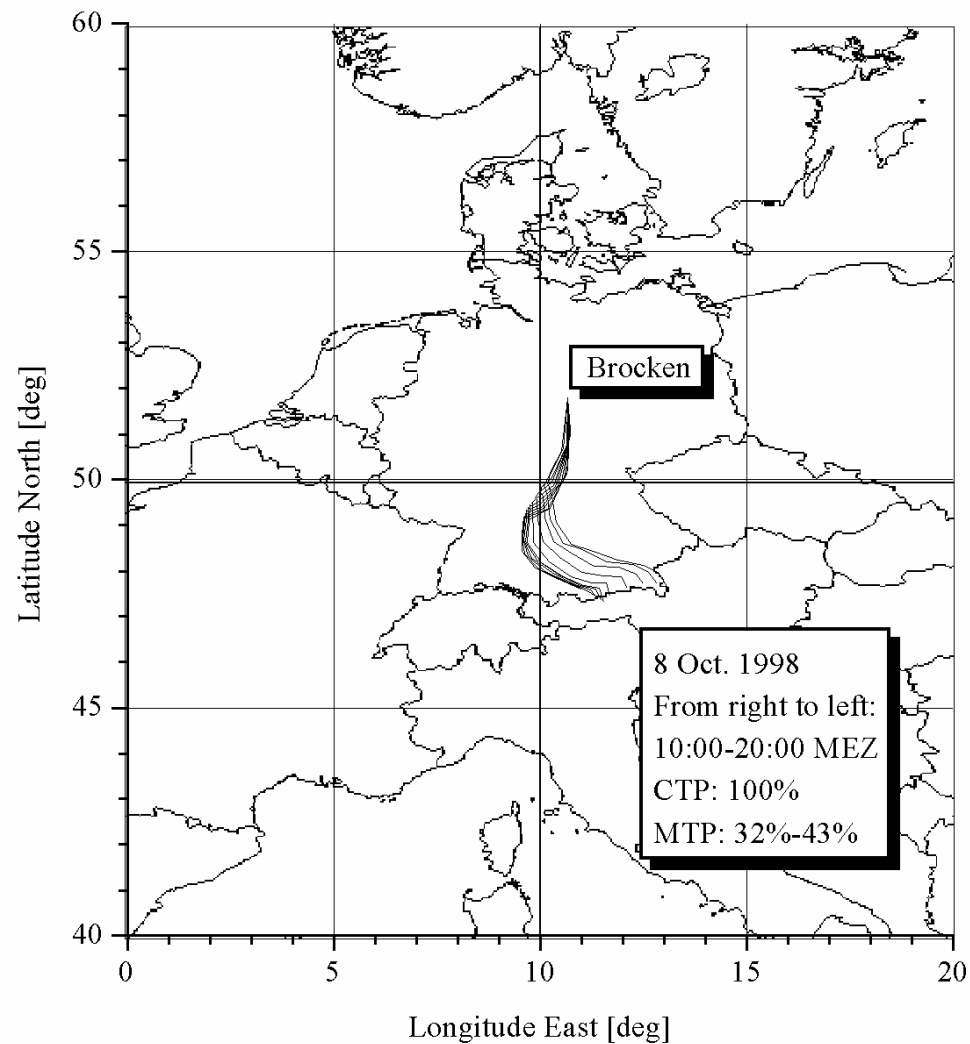 60
55
50
45
40
Latitude North [deg]
Brocken
8 Oct. 1998
From right to left:
10:00-20:00 MEZ
CTP: 100%
MTP: 32%-43%
0
5
10
15
20
Longitude East [deg]